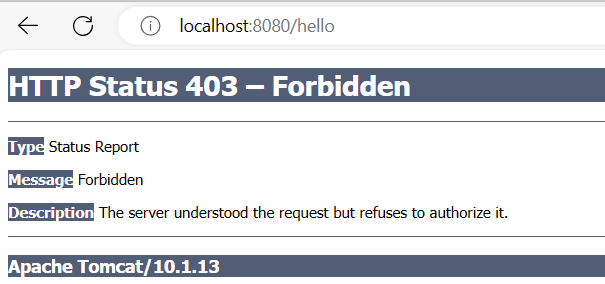 localhost:8080/hello
HTTP Status 403 – Forbidden
Type Status Report
Message Forbidden
Description The server understood the request but refuses to authorize it.
Apache Tomcat/10.1.13